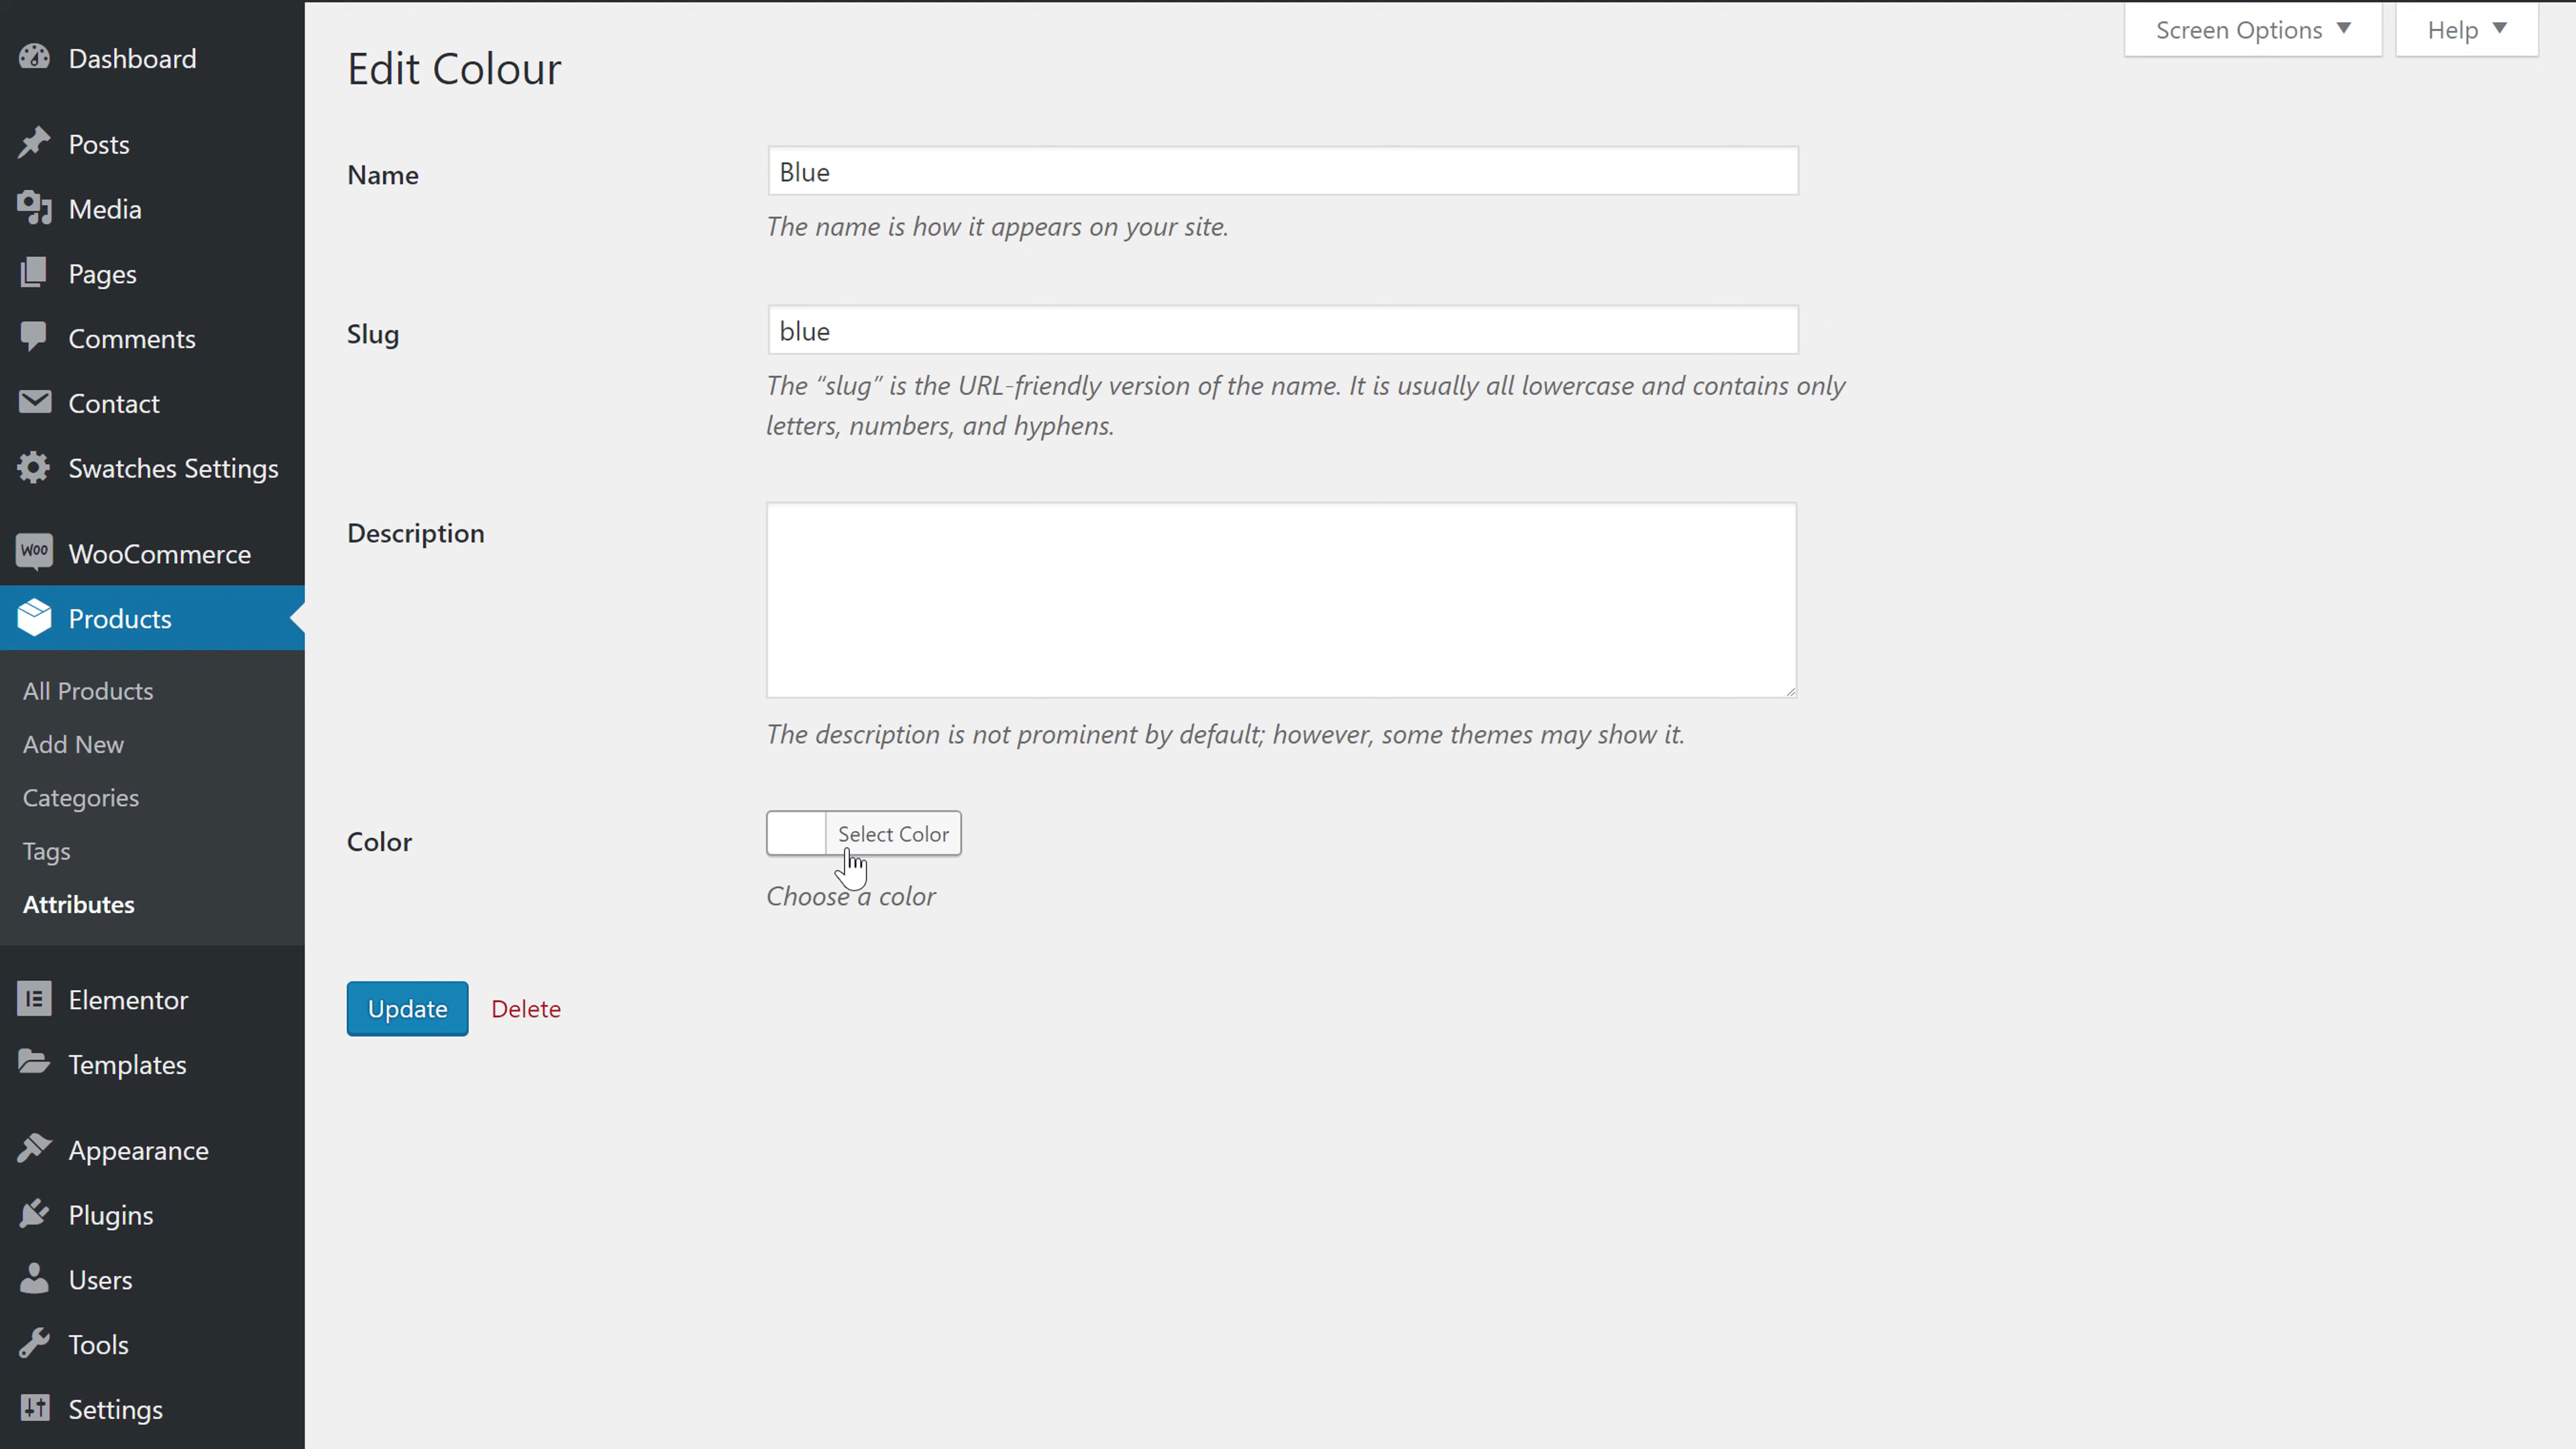 Dashboard
Posts
Media
Pages
Comments
Contact
Swatches Settings
Woo WooCommerce
Products
All Products
Add New
Categories
Tags
Attributes
Elementor
Templates
Appearance
Plugins
Users
Tools
Settings
Screen Options
Help
Edit Colour
Name
Blue
The name is how it appears on your site.
Slug
blue
The “slug” is the URL-friendly version of the name. It is usually all lowercase and contains only
letters, numbers, and hyphens.
Description
The description is not prominent by default; however, some themes may show it.
Color
Select Color
Choose a color
Update
Delete